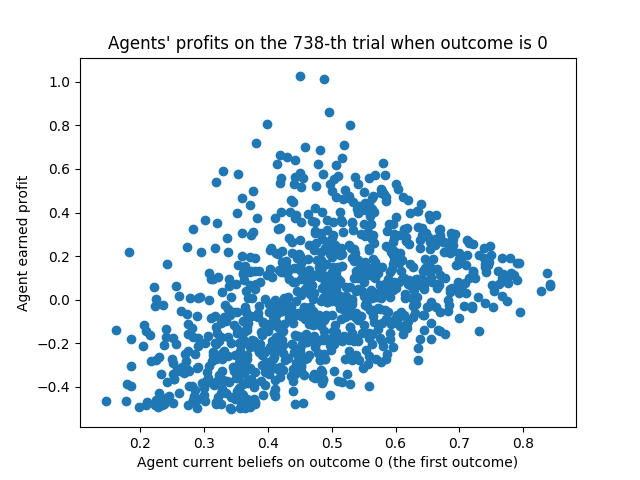 Agents' profits on the 738-th trial when outcome is 0
1.0
0.8
0.6
0.4
0.2
0.0
−0.2
−0.4
Agent earned profit
0.2 0.3 0.4 0.5 0.6 0.7 0.8
Agent current beliefs on outcome 0 (the first outcome)